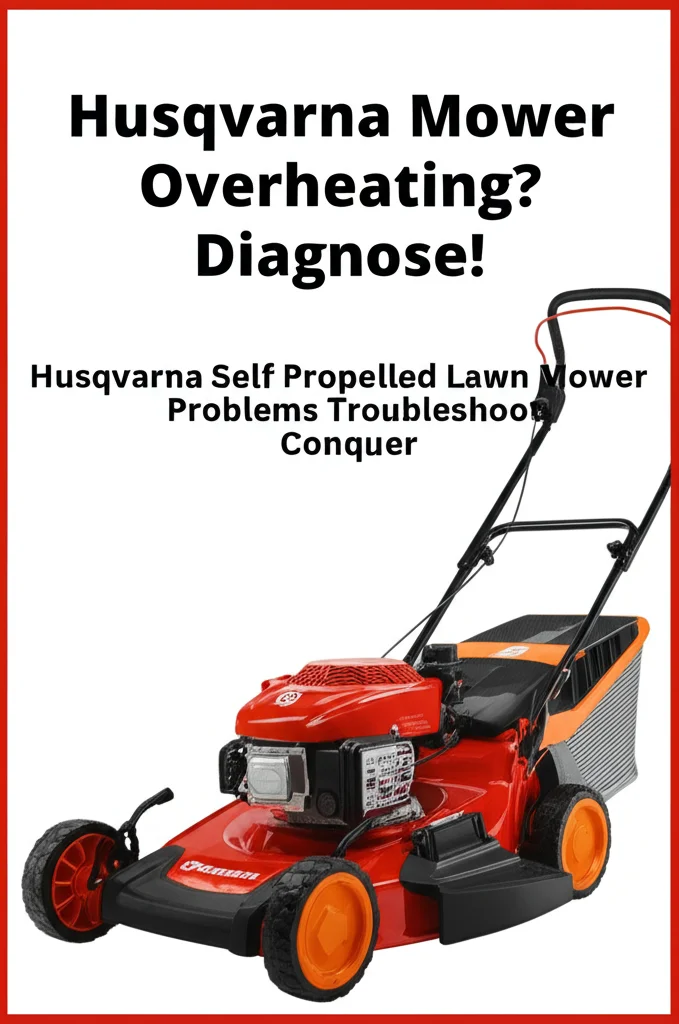 Husqvarna Mower
Overheating?
Diagnose!
Husqvarna Self Propelled Lawn Mower
Problems Troubleshoot
Conquer